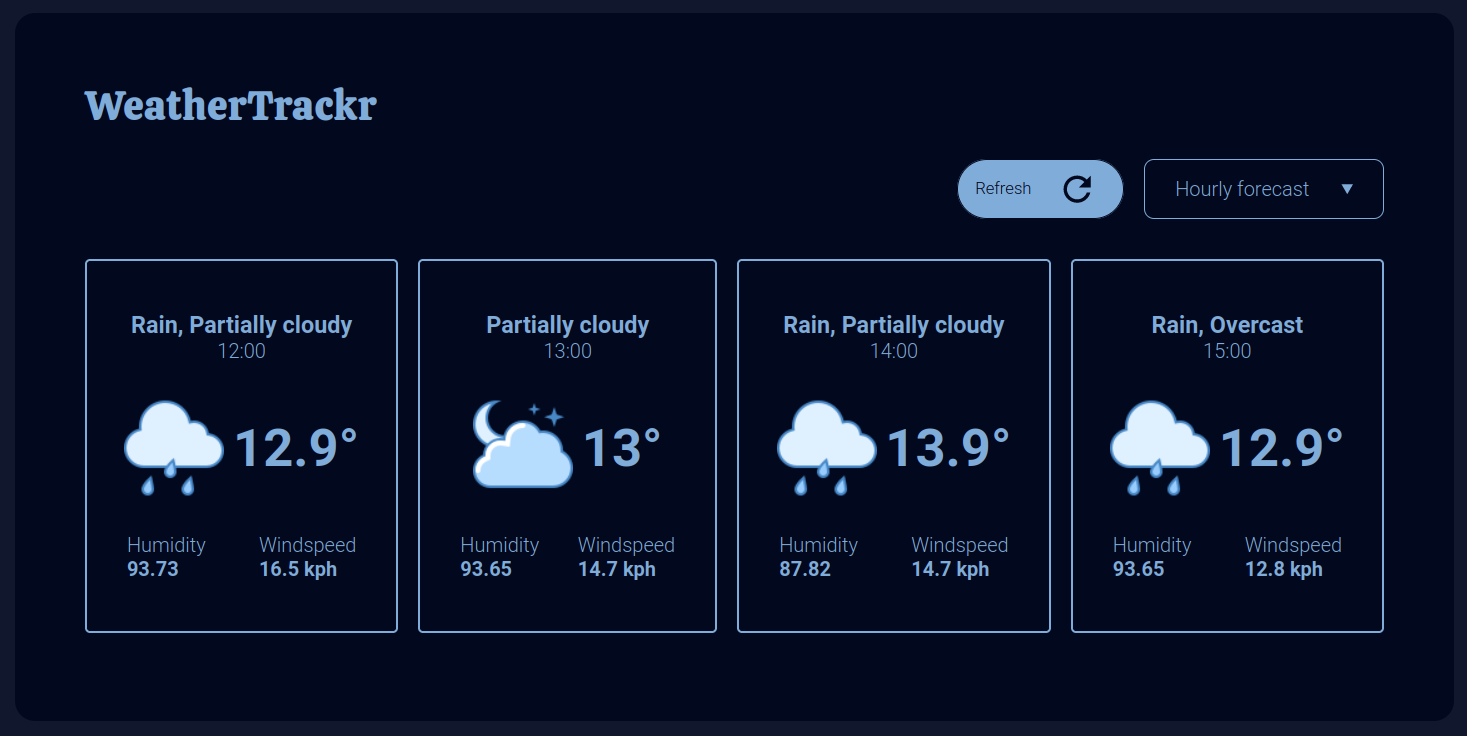 WeatherTrackr
Refresh
Hourly forecast
Rain, Partially cloudy
12:00
12.9°
Humidity
93.73
Windspeed
16.5 kph
Partially cloudy
13:00
13°
Humidity
93.65
Windspeed
14.7 kph
Rain, Partially cloudy
14:00
13.9°
Humidity
87.82
Windspeed
14.7 kph
Rain, Overcast
15:00
12.9°
Humidity
93.65
Windspeed
12.8 kph